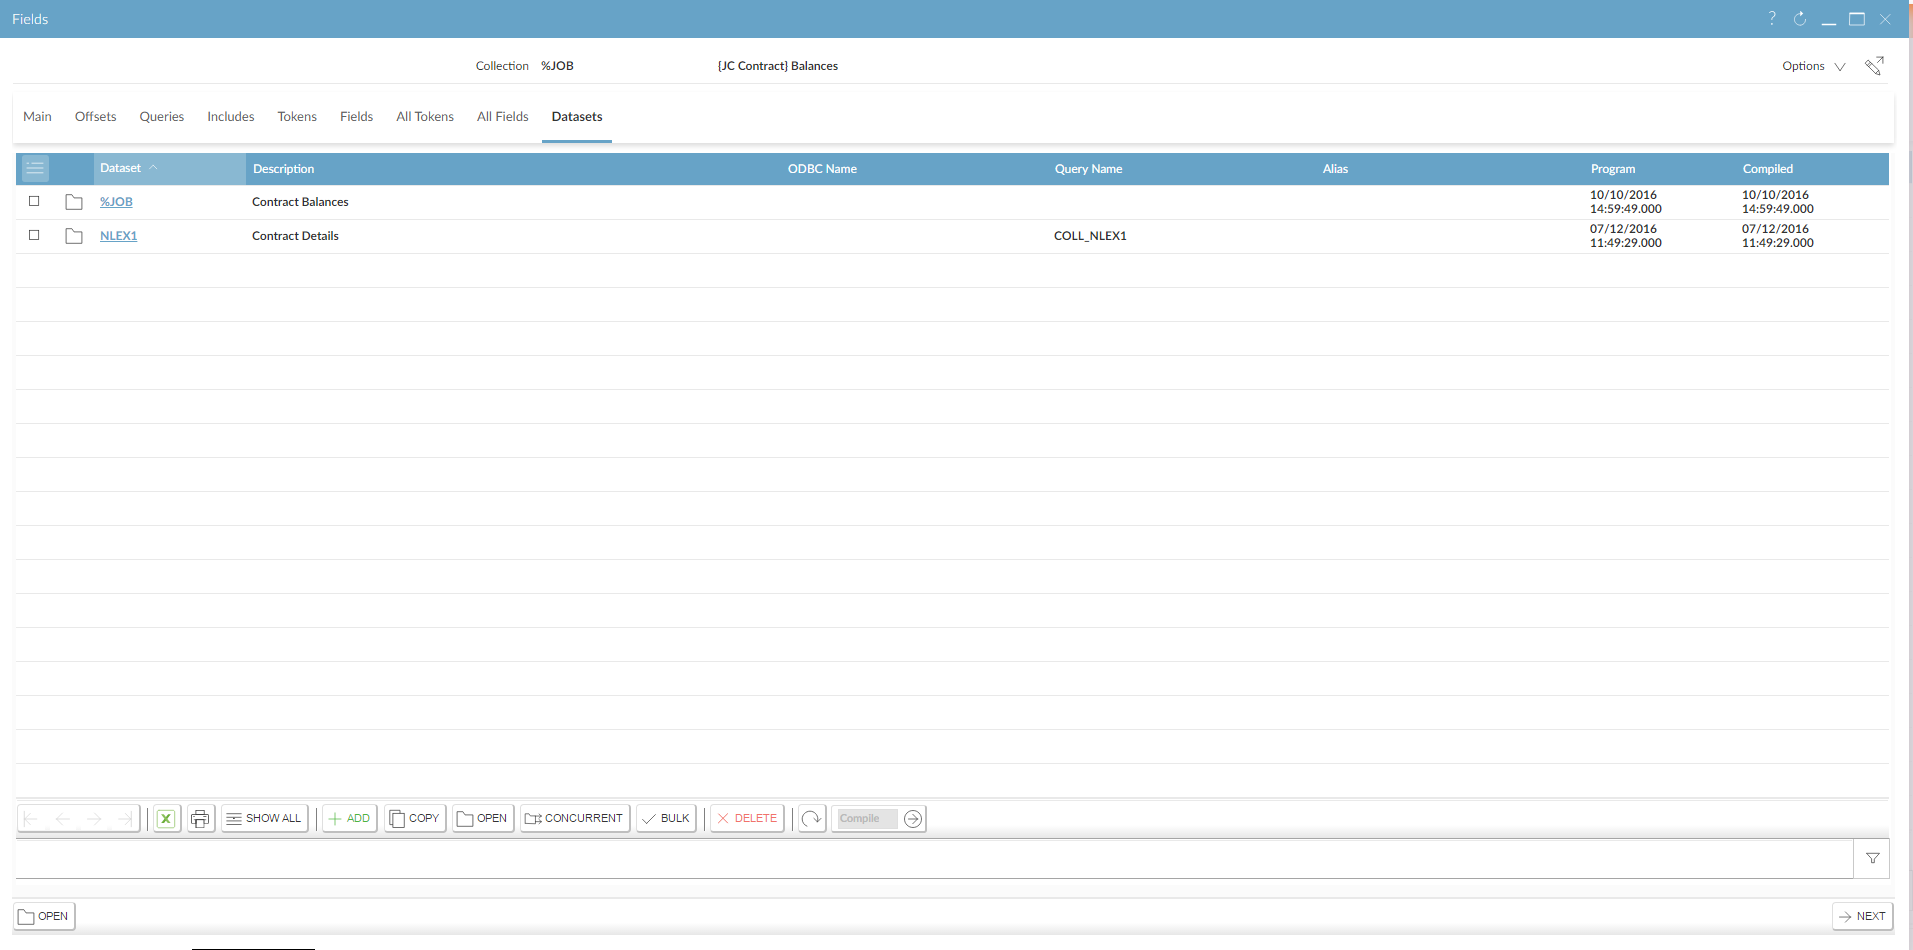 Fields
?
Collection %JOB {JC Contract} Balances Options
Main Offsets Queries Includes Tokens Fields All Tokens All Fields Datasets
Dataset Description ODBC Name Query Name Alias Program Compiled
%JOB Contract Balances 10/10/2016 14:59:49.000 10/10/2016 14:59:49.000
NLEX1 Contract Details COLL_NLEX1 07/12/2016 11:49:29.000 07/12/2016 11:49:29.000
X SHOW ALL ADD COPY OPEN CONCURRENT BULK DELETE Compile
OPEN NEXT